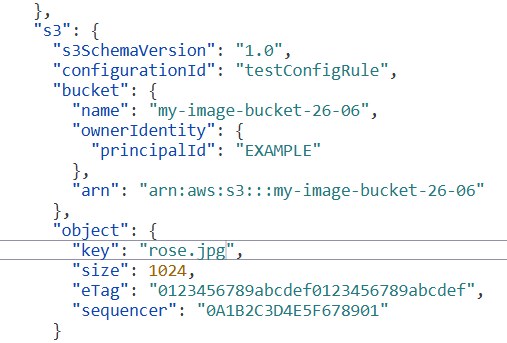 },
"s3": {
"s3SchemaVersion": "1.0",
"configurationId": "testConfigRule",
"bucket": {
"name": "my-image-bucket-26-06",
"ownerIdentity": {
"principalId": "EXAMPLE"
},
"arn": "arn:aws:s3:::my-image-bucket-26-06"
},
"object": {
"key": "rose.jpg",
"size": 1024,
"eTag": "0123456789abcdef0123456789abcdef",
"sequencer": "0A1B2C3D4E5F678901"
}